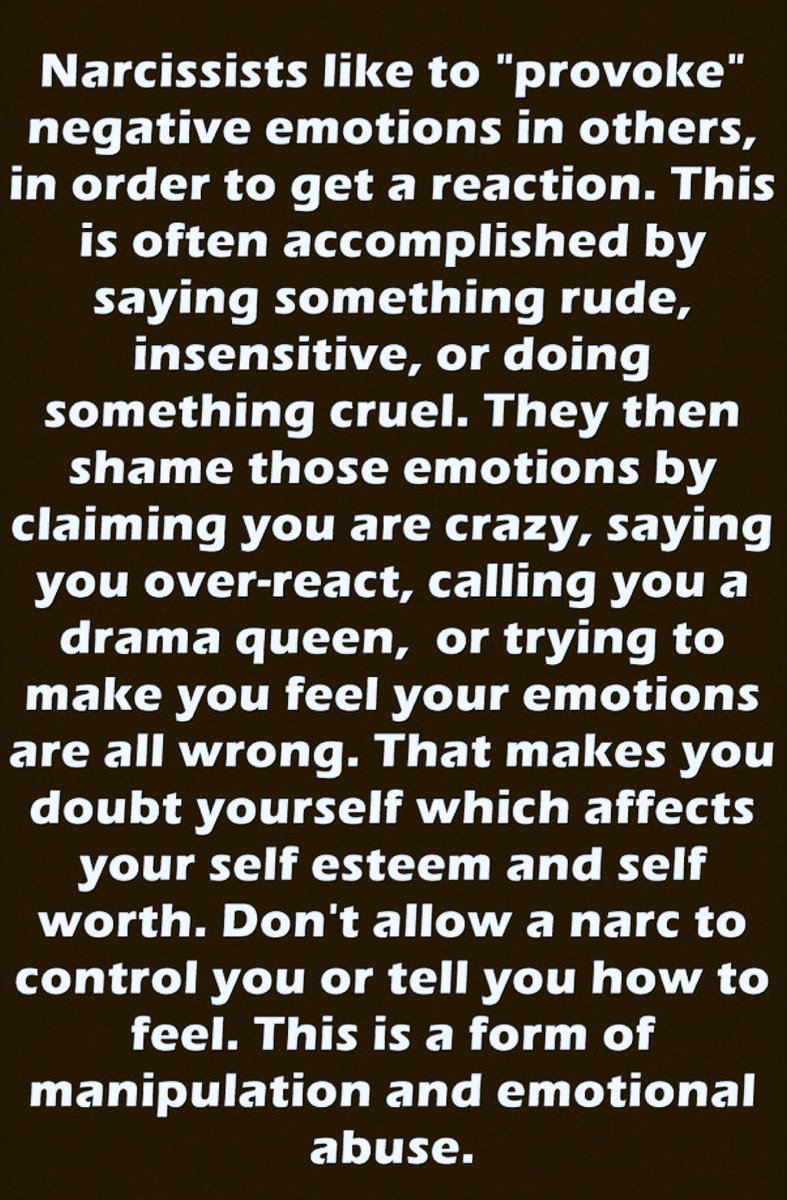 Narcissists like to "provoke"
negative emotions in others,
in order to get a reaction. This
is often accomplished by
saying something rude,
insensitive, or doing
something cruel. They then
shame those emotions by
claiming you are crazy, saying
you over-react, calling you a
drama queen,  or trying to
make you feel your emotions
are all wrong. That makes you
doubt yourself which affects
your self esteem and self
worth. Don't allow a narc to
control you or tell you how to
feel. This is a form of
manipulation and emotional
abuse.